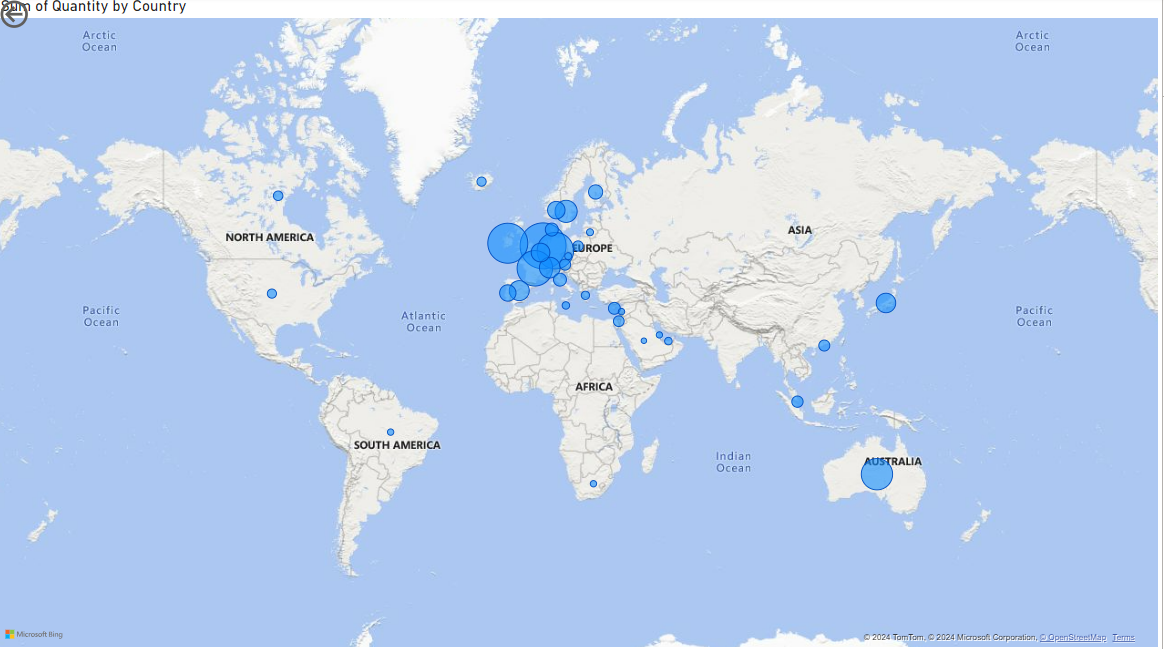 Sum of Quantity by Country
Arctic
Ocean
Arctic
Ocean
NORTH AMERICA
ASIA
EUROPE
Pacific
Ocean
Atlantic
Ocean
Pacific
Ocean
AFRICA
SOUTH AMERICA
Indian
Ocean
AUSTRALIA
Microsoft Bing
© 2024 TomTom, © 2024 Microsoft Corporation, © OpenStreetMap Terms